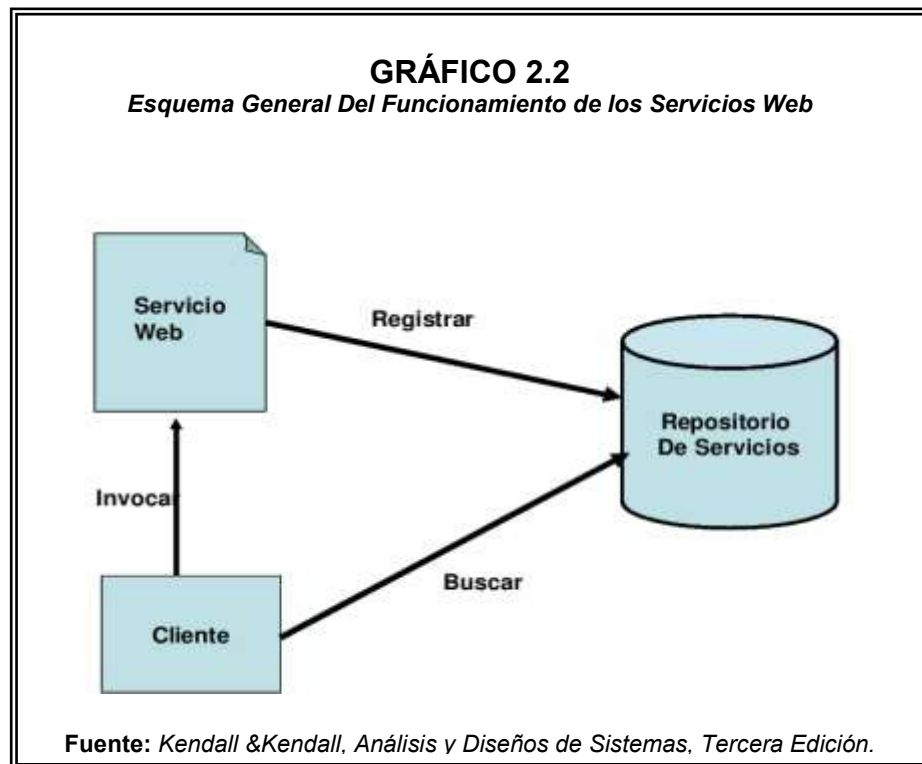 GRÁFICO 2.2
Esquema General Del Funcionamiento de los Servicios Web
Servicio
Web
Registrar
Repositorio
De Servicios
Invocar
Buscar
Cliente
Fuente: Kendall &Kendall, Análisis y Diseños de Sistemas, Tercera Edición.